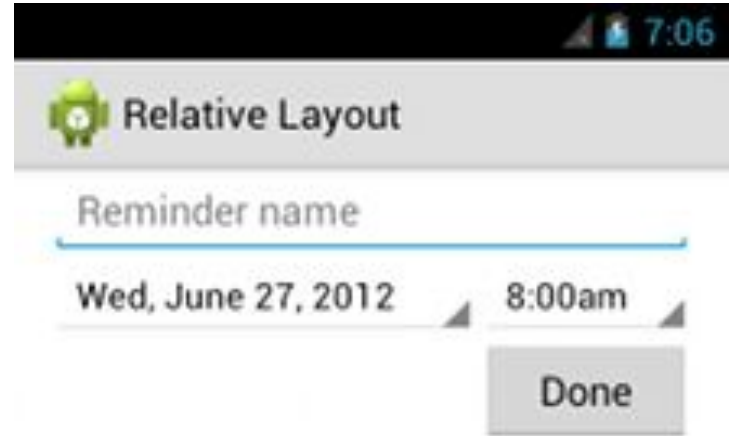 7:06
Relative Layout
Reminder name
Wed, June 27, 2012 8:00am
Done